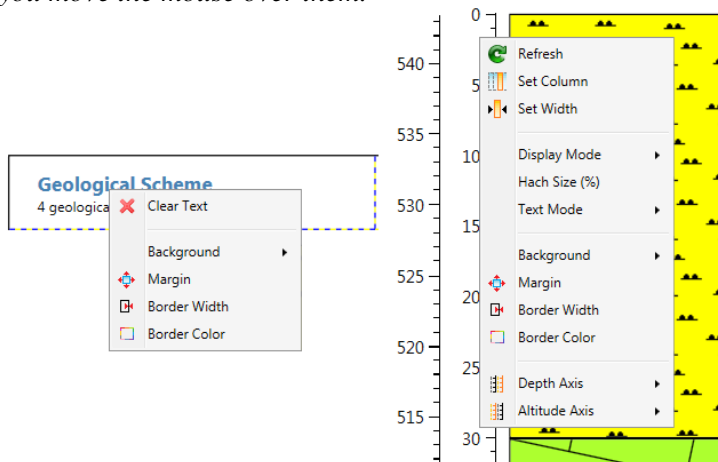 you move the mouse over them.
Geological Scheme
4 geologica
Clear Text
Background
Margin
Border Width
Border Color
540
535
530
525
520
515
0
5
10
15
20
25
30
Refresh
Set Column
Set Width
Display Mode
Hach Size (%)
Text Mode
Background
Margin
Border Width
Border Color
Depth Axis
Altitude Axis